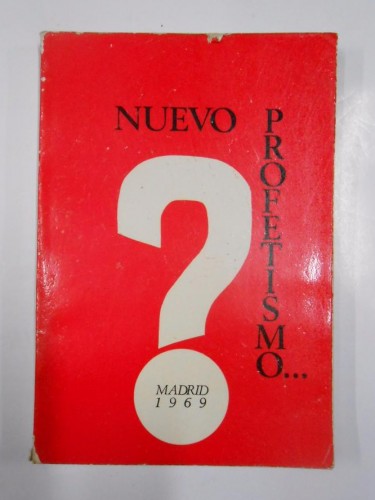 NUEVO
PROFETISMO...
?
MADRID
1969